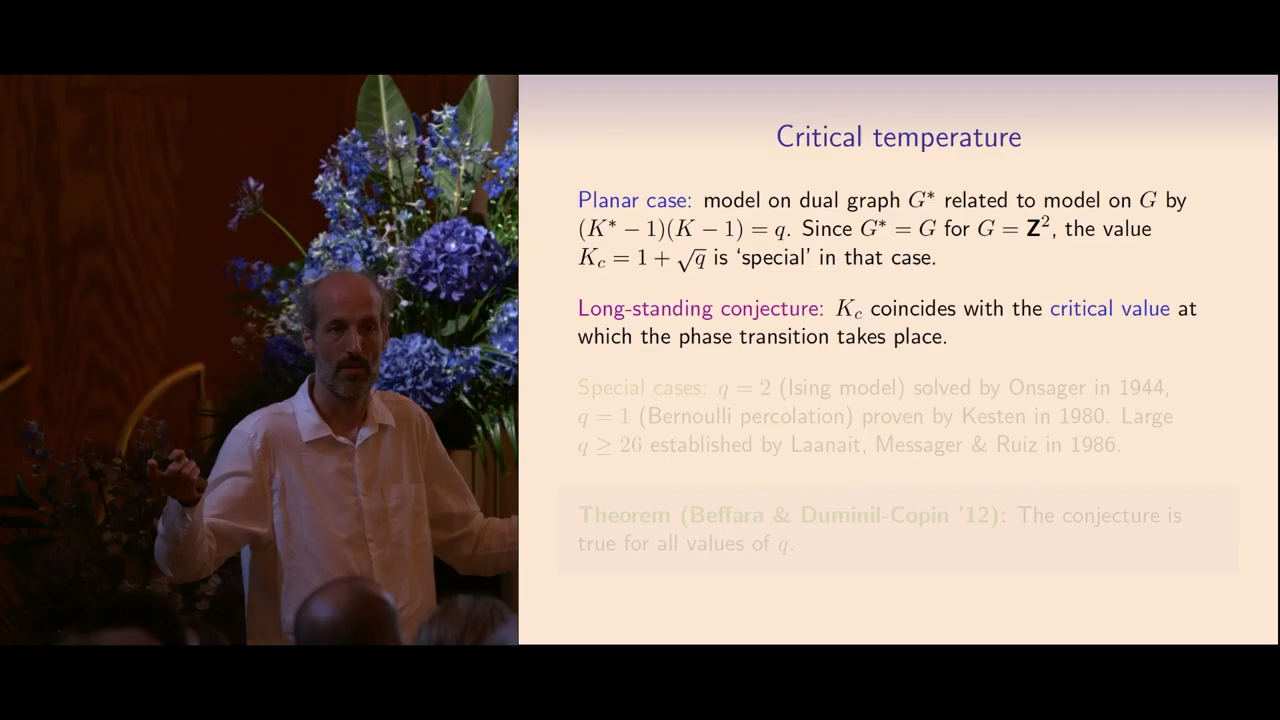 Critical temperature
Planar case: model on dual graph G* related to model on G by
(K* − 1)(K − 1) = q. Since G* = G for G = Z², the value
K_c = 1 + √q is ‘special’ in that case.
Long-standing conjecture: K_c coincides with the critical value at
which the phase transition takes place.
Special cases: q = 2 (Ising model) solved by Onsager in 1944,
q = 1 (Bernoulli percolation) proven by Kesten in 1980. Large
q ≥ 26 established by Laanait, Messager & Ruiz in 1986.
Theorem (Beffara & Duminil-Copin '12): The conjecture is
true for all values of q.